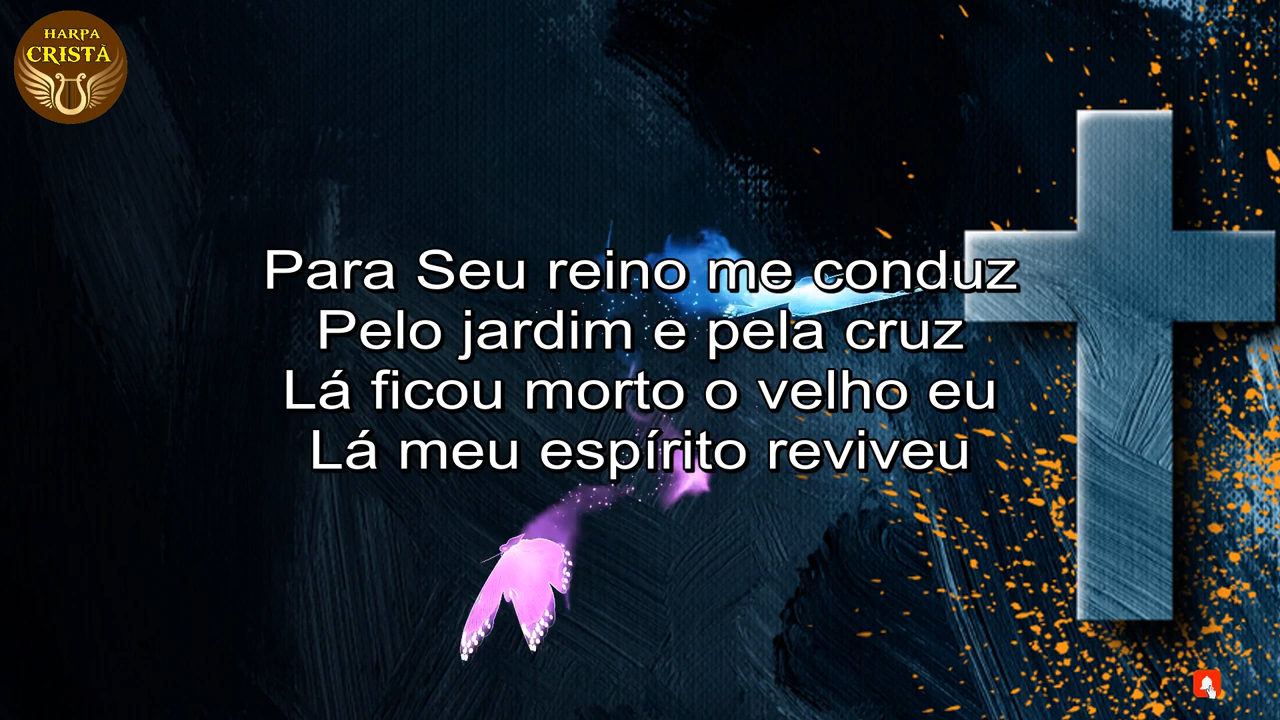 HARPA
CRISTÃ
Para Seu reino me conduz
Pelo jardim e pela cruz
Lá ficou morto o velho eu
Lá meu espírito reviveu